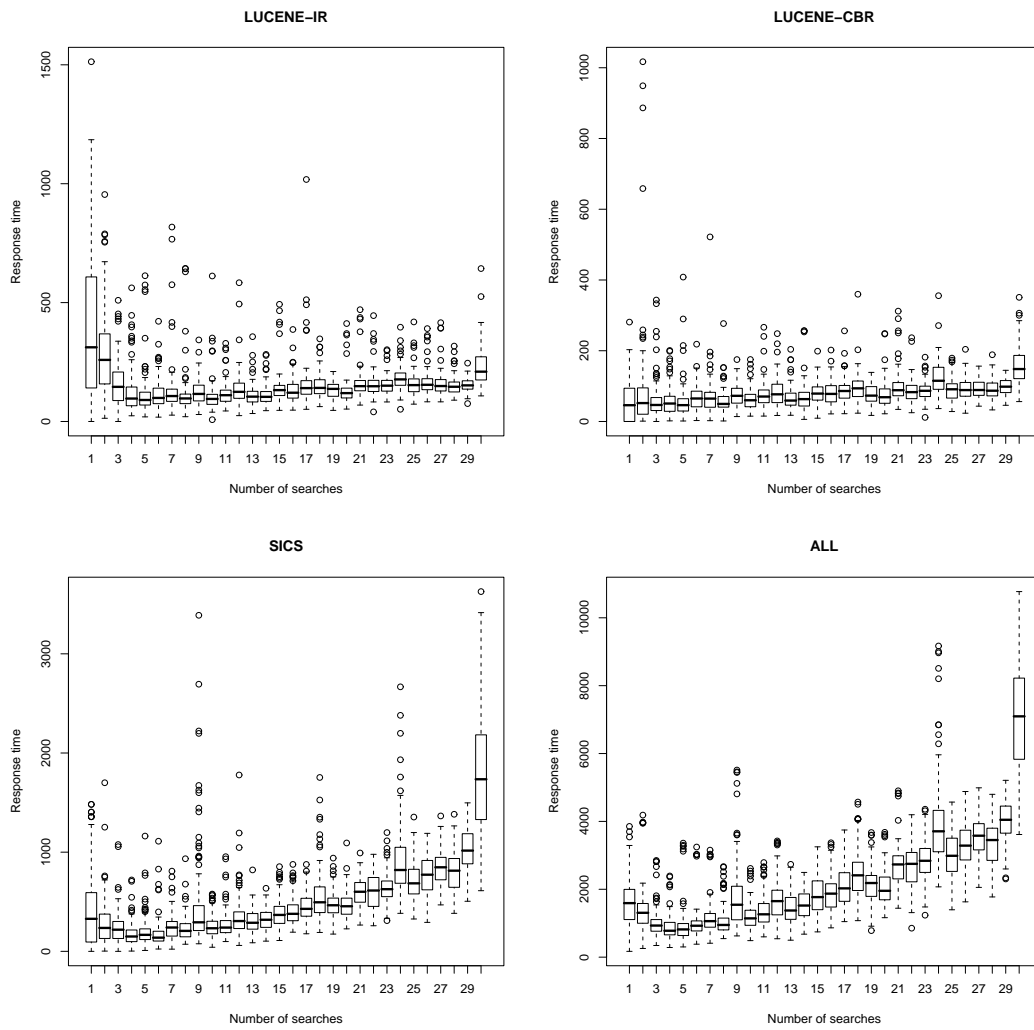 LUCENE−IR
1500
1000
500
0
Response time
1 3 5 7 9 11 13 15 17 19 21 23 25 27 29
Number of searches
LUCENE−CBR
1000
800
600
400
200
0
Response time
1 3 5 7 9 11 13 15 17 19 21 23 25 27 29
Number of searches
SICS
3000
2000
1000
0
Response time
1 3 5 7 9 11 13 15 17 19 21 23 25 27 29
Number of searches
ALL
10000
8000
6000
4000
2000
0
Response time
1 3 5 7 9 11 13 15 17 19 21 23 25 27 29
Number of searches